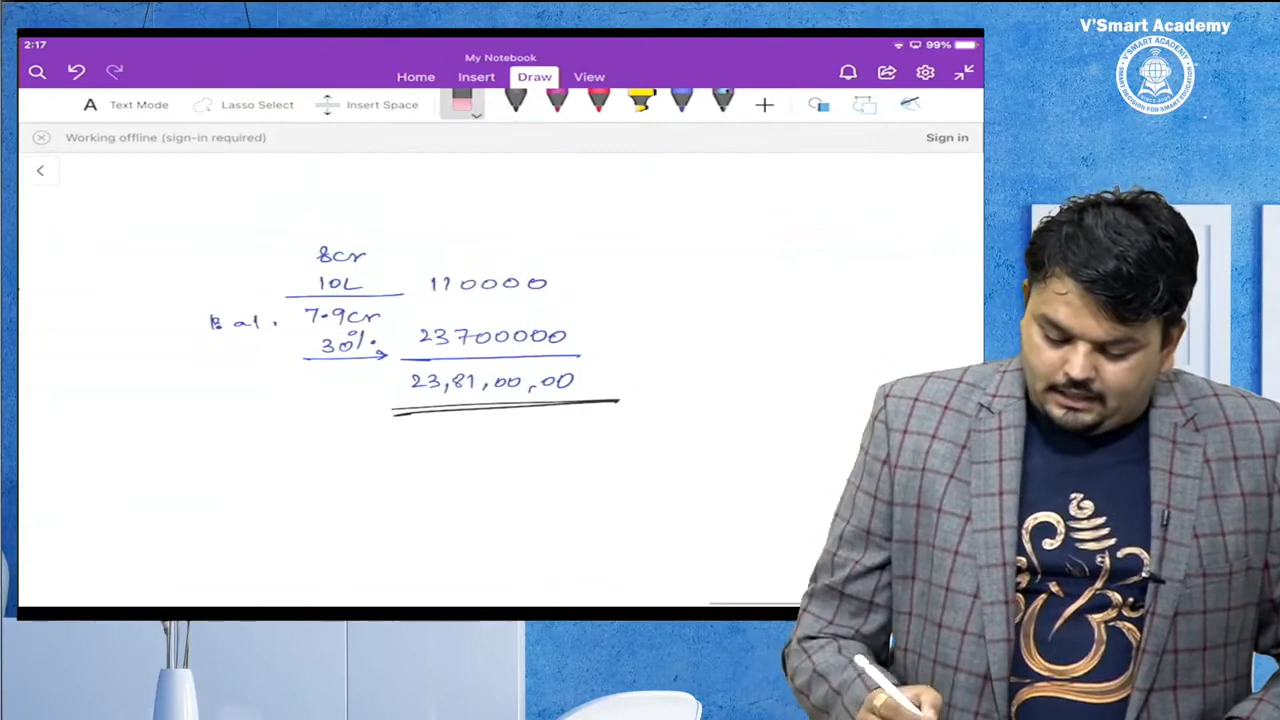 V'Smart Academy
2:17
99%
My Notebook
Home Insert Draw View
Text Mode Lasso Select Insert Space
Working offline (sign-in required) Sign in
8cr
10L 110000
Bal. 7.9cr
30%. 23700000
23,81,00,00